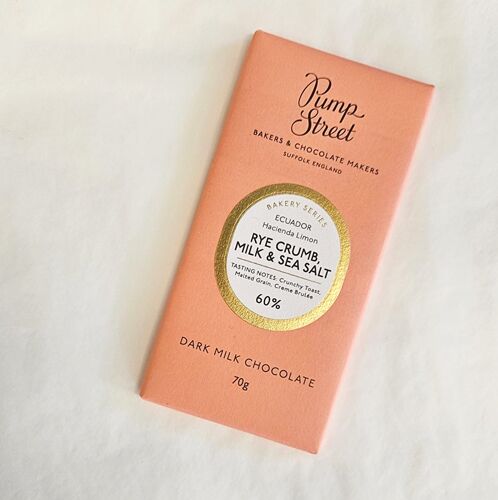 Pump
Street
BAKERS & CHOCOLATE MAKERS
SUFFOLK ENGLAND
BAKERY SERIES
ECUADOR
Hacienda Limon
RYE CRUMB,
MILK & SEA SALT
TASTING NOTES: Crunchy Toast,
Malted Grain, Creme Brulée
60%
DARK MILK CHOCOLATE
70g